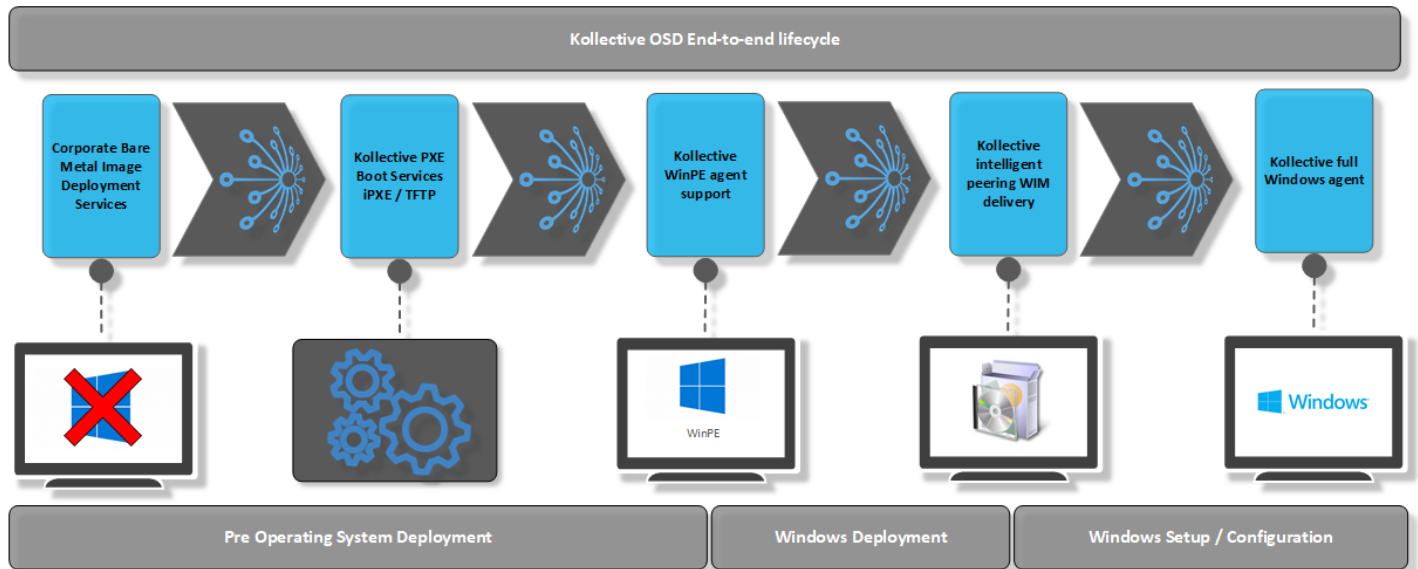 Kollective OSD End-to-end lifecycle
Corporate Bare
Metal Image
Deployment
Services
Kollective PXE
Boot Services
iPXE / TFTP
Kollective
WinPE agent
support
Kollective
intelligent
peering WIM
delivery
Kollective full
Windows agent
WinPE
Windows
Pre Operating System Deployment
Windows Deployment
Windows Setup / Configuration